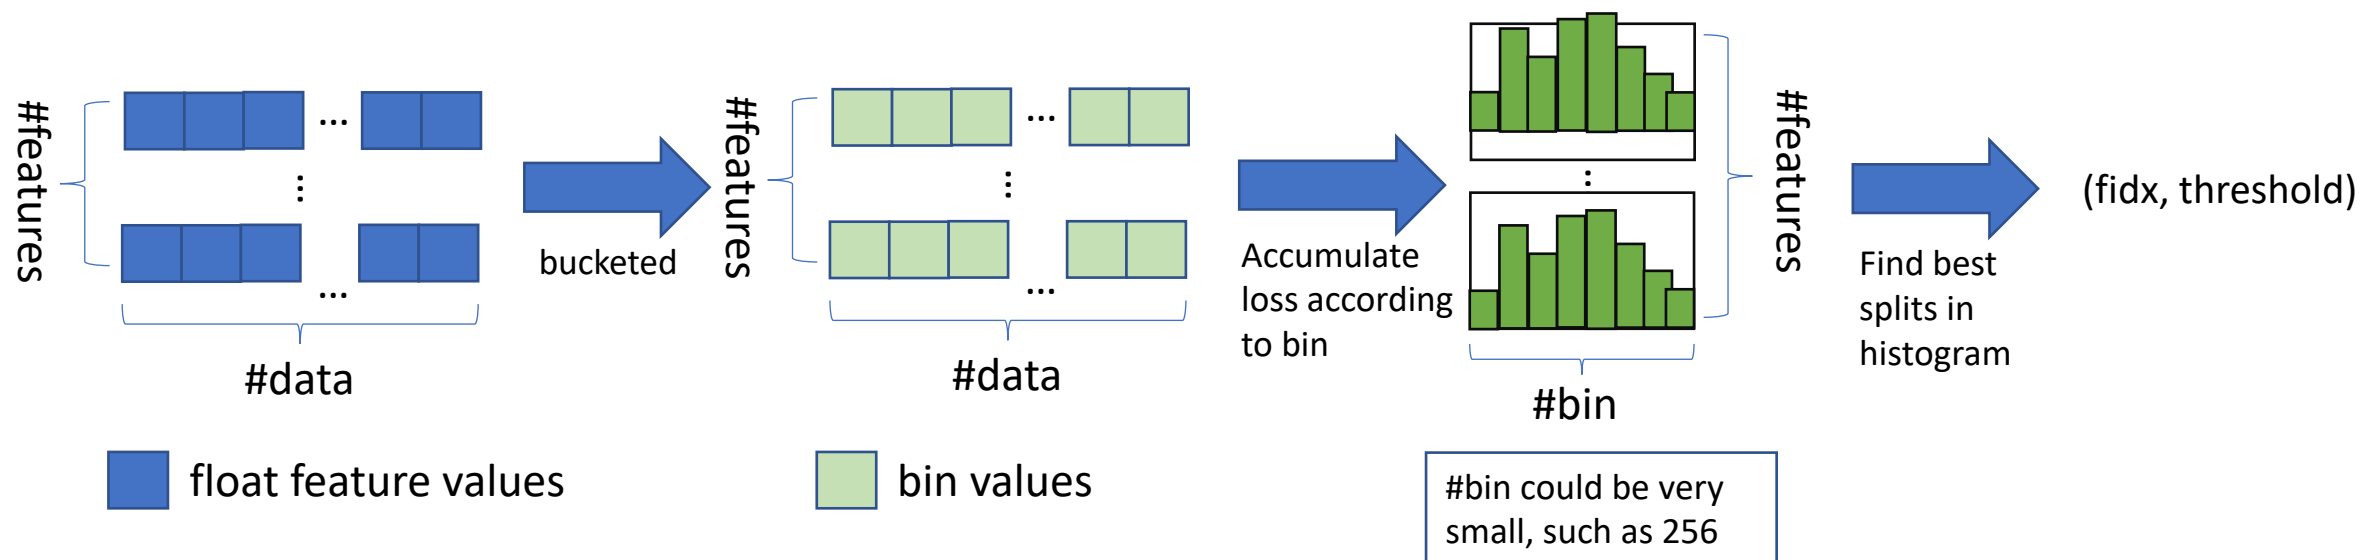 #features
...
...
...
#data
float feature values
bucketed
#features
...
...
...
#data
bin values
Accumulate
loss according
to bin
:
#features
#bin
#bin could be very
small, such as 256
Find best
splits in
histogram
(fidx, threshold)